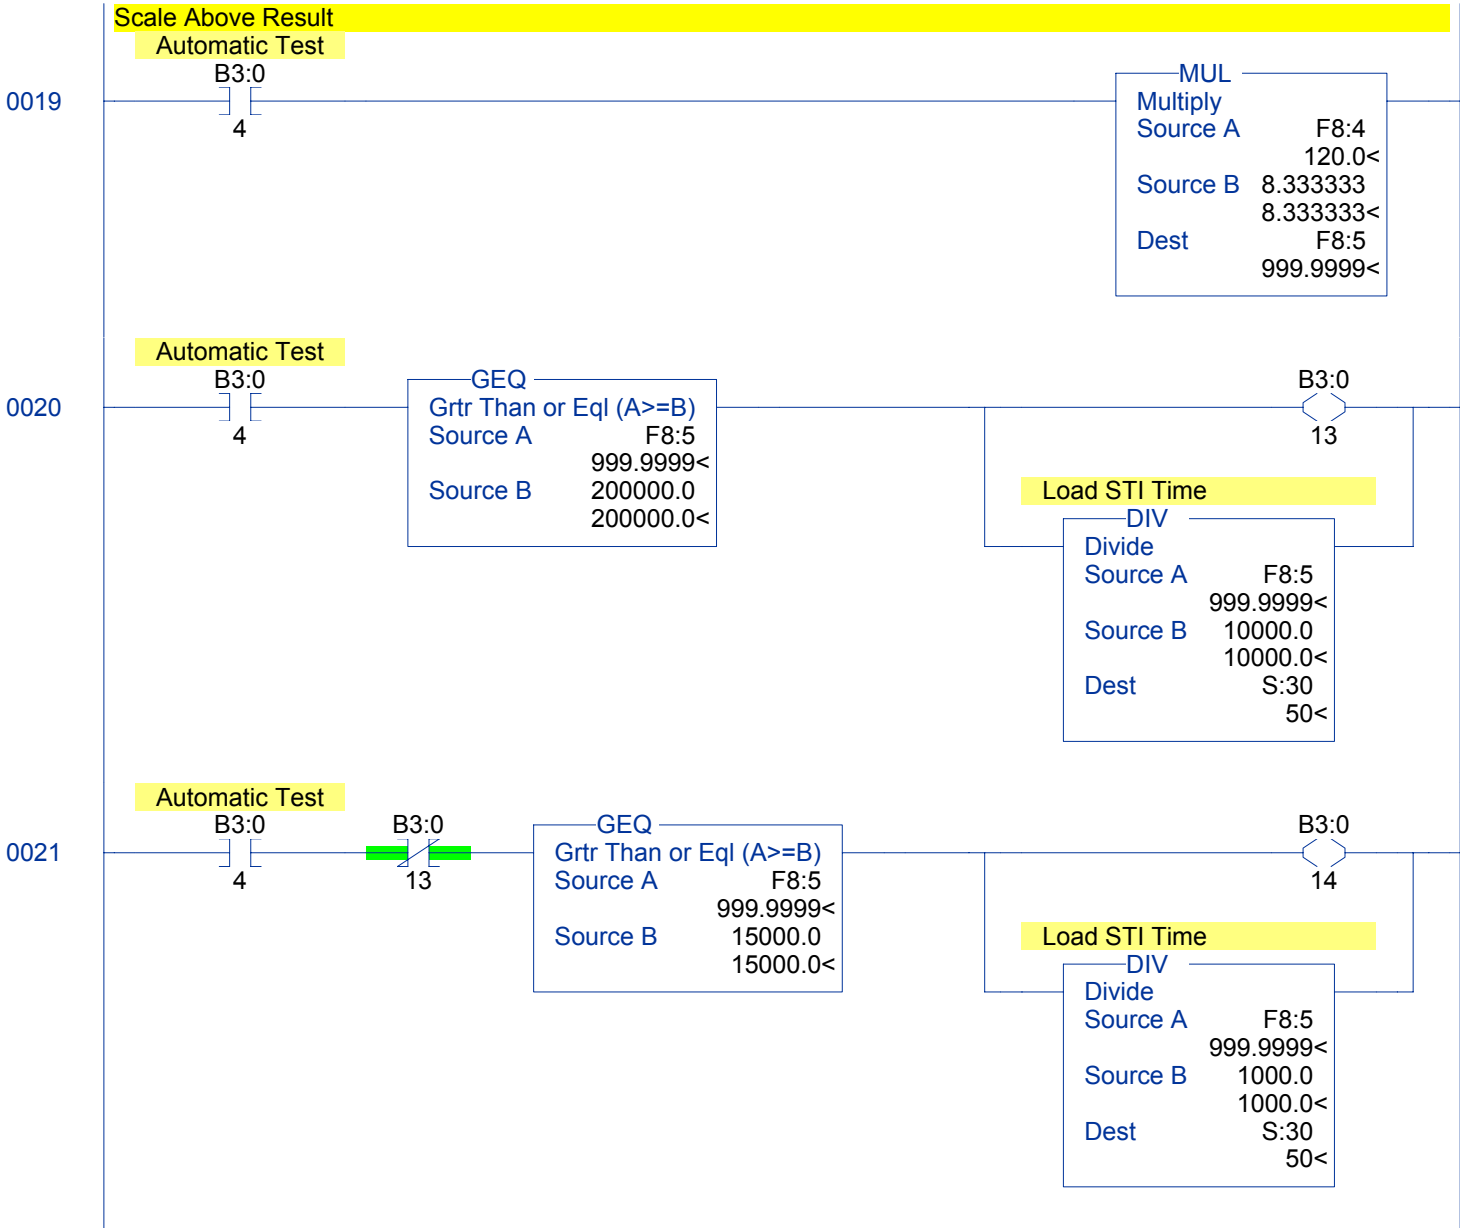 Scale Above Result
Automatic Test
B3:0
0019
4
MUL
Multiply
Source A F8:4
120.0<
Source B 8.333333
8.333333<
Dest F8:5
999.9999<
Automatic Test
B3:0
0020
4
GEQ
Grtr Than or Eql (A>=B)
Source A F8:5
999.9999<
Source B 200000.0
200000.0<
B3:0
13
Load STI Time
DIV
Divide
Source A F8:5
999.9999<
Source B 10000.0
10000.0<
Dest S:30
50<
Automatic Test
B3:0
0021
4
B3:0
13
GEQ
Grtr Than or Eql (A>=B)
Source A F8:5
999.9999<
Source B 15000.0
15000.0<
B3:0
14
Load STI Time
DIV
Divide
Source A F8:5
999.9999<
Source B 1000.0
1000.0<
Dest S:30
50<